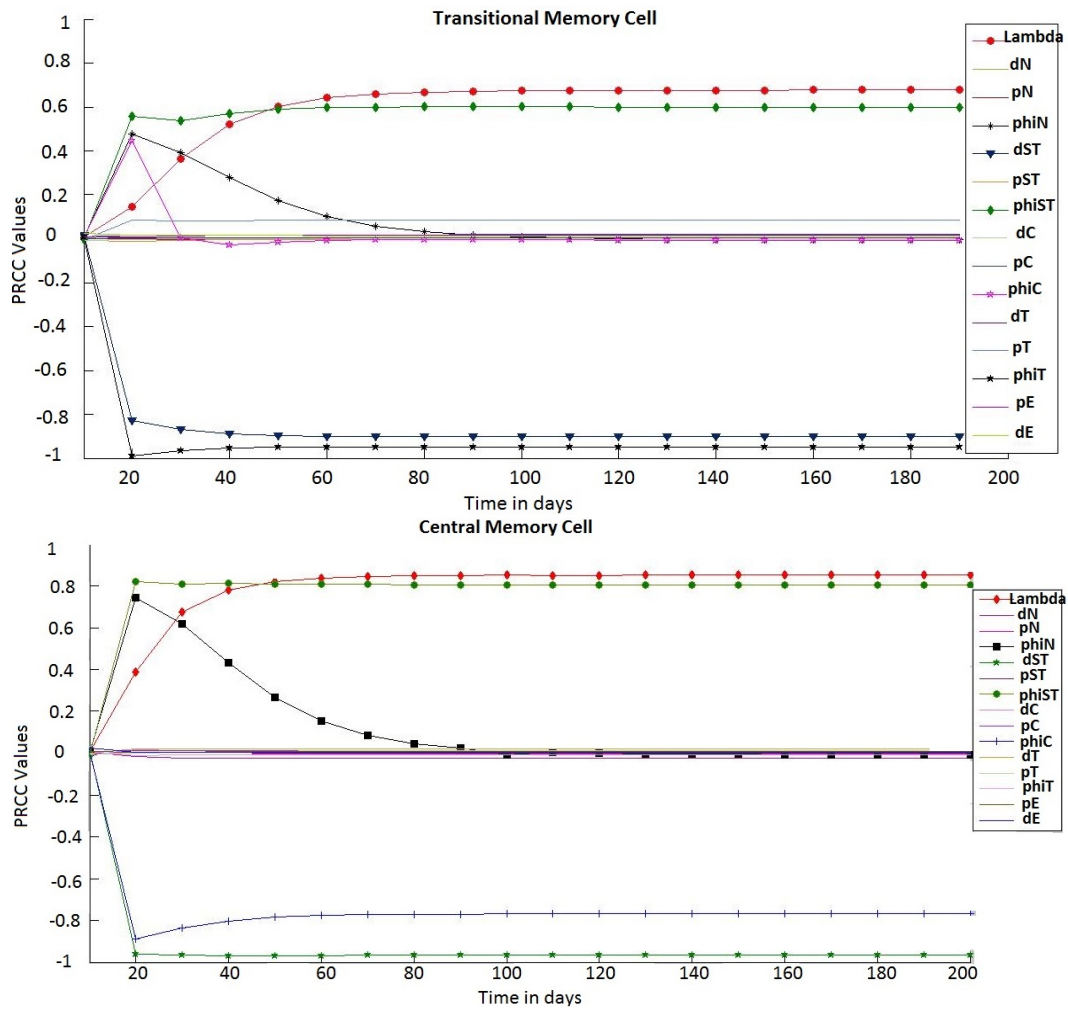 Transitional Memory Cell
1
0.8
0.6
0.4
0.2
0
-0.2
-0.4
-0.6
-0.8
-1
PRCC Values
20 40 60 80 100 120 140 160 180 200
Time in days
Lambda
dN
pN
phiN
dST
pST
phiST
dC
pC
phiC
dT
pT
phiT
pE
dE
Central Memory Cell
1
0.8
0.6
0.4
0.2
0
-0.2
-0.4
-0.6
-0.8
-1
PRCC Values
20 40 60 80 100 120 140 160 180 200
Time in days
Lambda
dN
pN
phiN
dST
pST
phiST
dC
pC
phiC
dT
pT
phiT
pE
dE